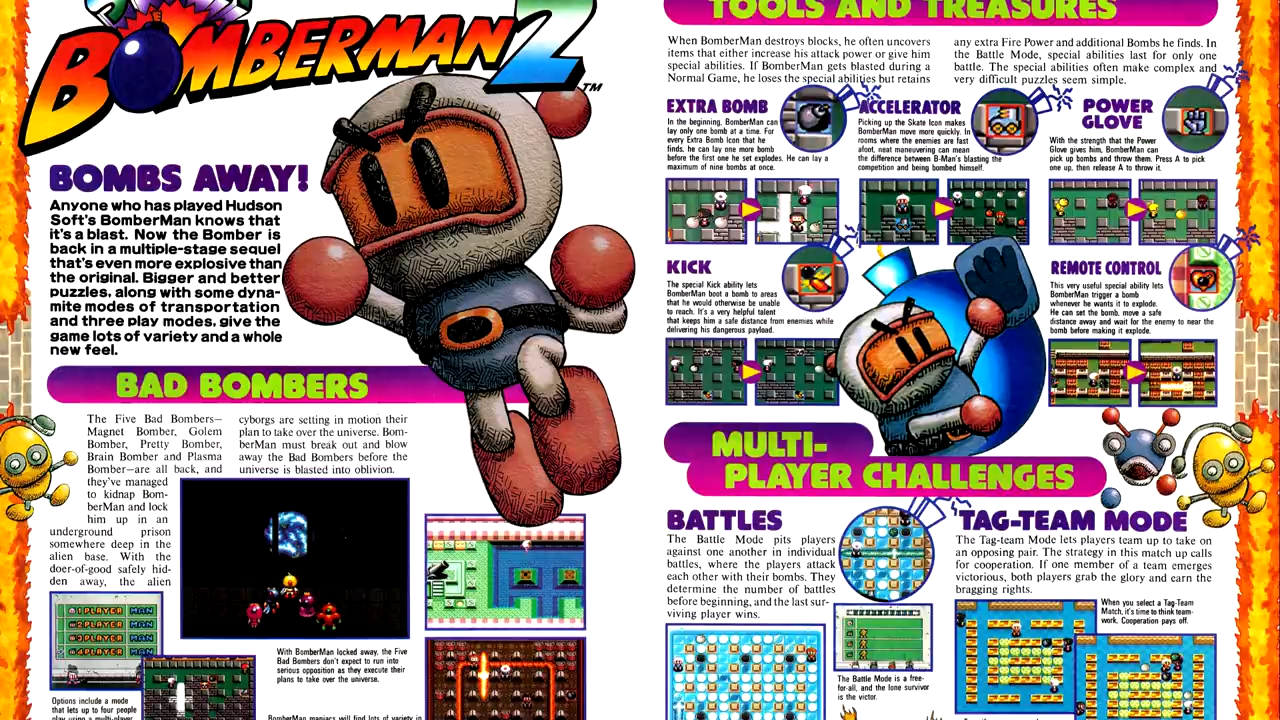 BOMBERMAN 2 ™
BOMBS AWAY!
Anyone who has played Hudson
Soft's BomberMan knows that
it's a blast. Now the Bomber is
back in a multiple-stage sequel
that's even more explosive than
the original. Bigger and better
puzzles, along with some dyna-
mite modes of transportation
and three play modes, give the
game lots of variety and a whole
new feel.
BAD BOMBERS
The Five Bad Bombers—
Magnet Bomber, Golem
Bomber, Pretty Bomber,
Brain Bomber and Plasma
Bomber—are all back, and
they've managed
to kidnap Bom-
berMan and lock
him up in an
underground prison
somewhere deep in the
alien base. With the
doer-of-good safely hid-
den away, the alien
cyborgs are setting in motion their
plan to take over the universe. Bom-
berMan must break out and blow
away the Bad Bombers before the
universe is blasted into oblivion.
1PLAYER MAN
2PLAYER MAN
3PLAYER MAN
4PLAYER MAN
Options include a mode
that lets up to four people
play using a multi-player
With BomberMan locked away, the Five
Bad Bombers don't expect to run into
serious opposition as they execute their
plans to take over the universe.
BomberMan maniacs will find lots of variety in
TOOLS AND TREASURES
When BomberMan destroys blocks, he often uncovers
items that either increase his attack power or give him
special abilities. If BomberMan gets blasted during a
Normal Game, he loses the special abilities but retains
any extra Fire Power and additional Bombs he finds. In
the Battle Mode, special abilities last for only one
battle. The special abilities often make complex and
very difficult puzzles seem simple.
EXTRA BOMB
In the beginning, BomberMan can
lay only one bomb at a time. For
every Extra Bomb Icon that he
finds, he can lay one more bomb
before the first one he set explodes. He can lay a
maximum of nine bombs at once.
ACCELERATOR
Picking up the Skate Icon makes
BomberMan move more quickly. In
rooms where the enemies are fast
afoot, neat maneuvering can mean
the difference between B-Man's blasting the
competition and being bombed himself.
POWER
GLOVE
With the strength that the Power
Glove gives him, BomberMan can
pick up bombs and throw them. Press A to pick
one up, then release A to throw it.
KICK
The special Kick ability lets
BomberMan boot a bomb to areas
that he would otherwise be unable
to reach. It's a very helpful talent
that keeps him a safe distance from enemies while
delivering his dangerous payload.
REMOTE CONTROL
This very useful special ability lets
BomberMan trigger a bomb
whenever he wants it to explode.
He can set the bomb, move a safe
distance away and wait for the enemy to near the
bomb before making it explode.
MULTI-
PLAYER CHALLENGES
BATTLES
The Battle Mode pits players
against one another in individual
battles, where the players attack
each other with their bombs. They
determine the number of battles
before beginning, and the last sur-
viving player wins.
The Battle Mode is a free-
for-all, and the lone survivor
is the victor.
TAG-TEAM MODE
The Tag-team Mode lets players team up to take on
an opposing pair. The strategy in this match up calls
for cooperation. If one member of a team emerges
victorious, both players grab the glory and earn the
bragging rights.
When you select a Tag-Team
Match, it's time to think team-
work. Cooperation pays off.